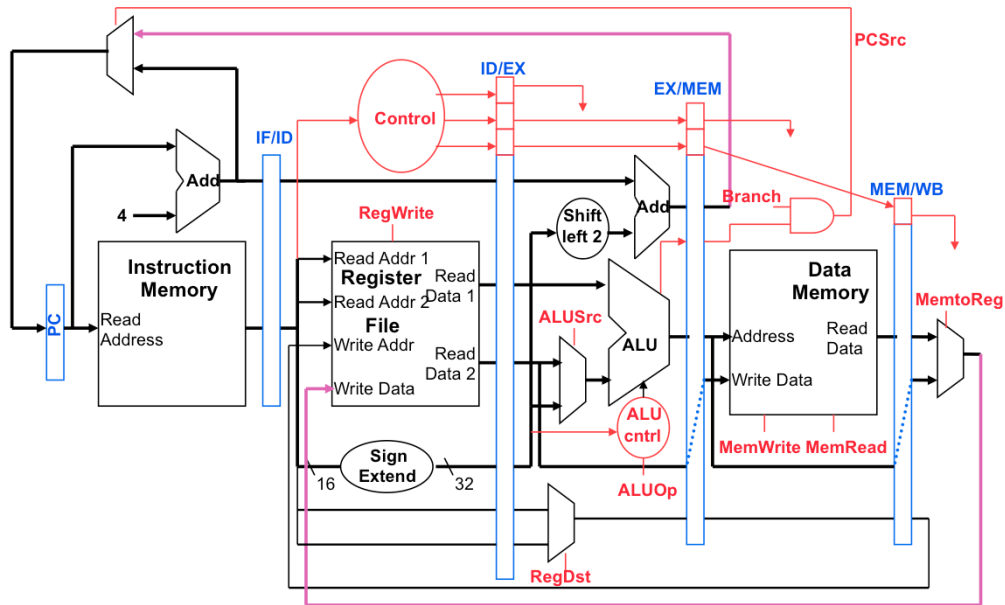 PCSrc
ID/EX
EX/MEM
Control
IF/ID
Add
MEM/WB
Branch
Add
4
Shift
left 2
RegWrite
Instruction
Memory
Read Addr 1
Register
Read
Data 1
Data
Memory
PC
Read
Address
Read Addr 2
File
Write Addr
Read
Data 2
Write Data
ALUSrc
ALU
Address
Read
Data
Write Data
MemtoReg
ALU
cntrl
MemWrite MemRead
16
Sign
Extend
32
ALUOp
RegDst